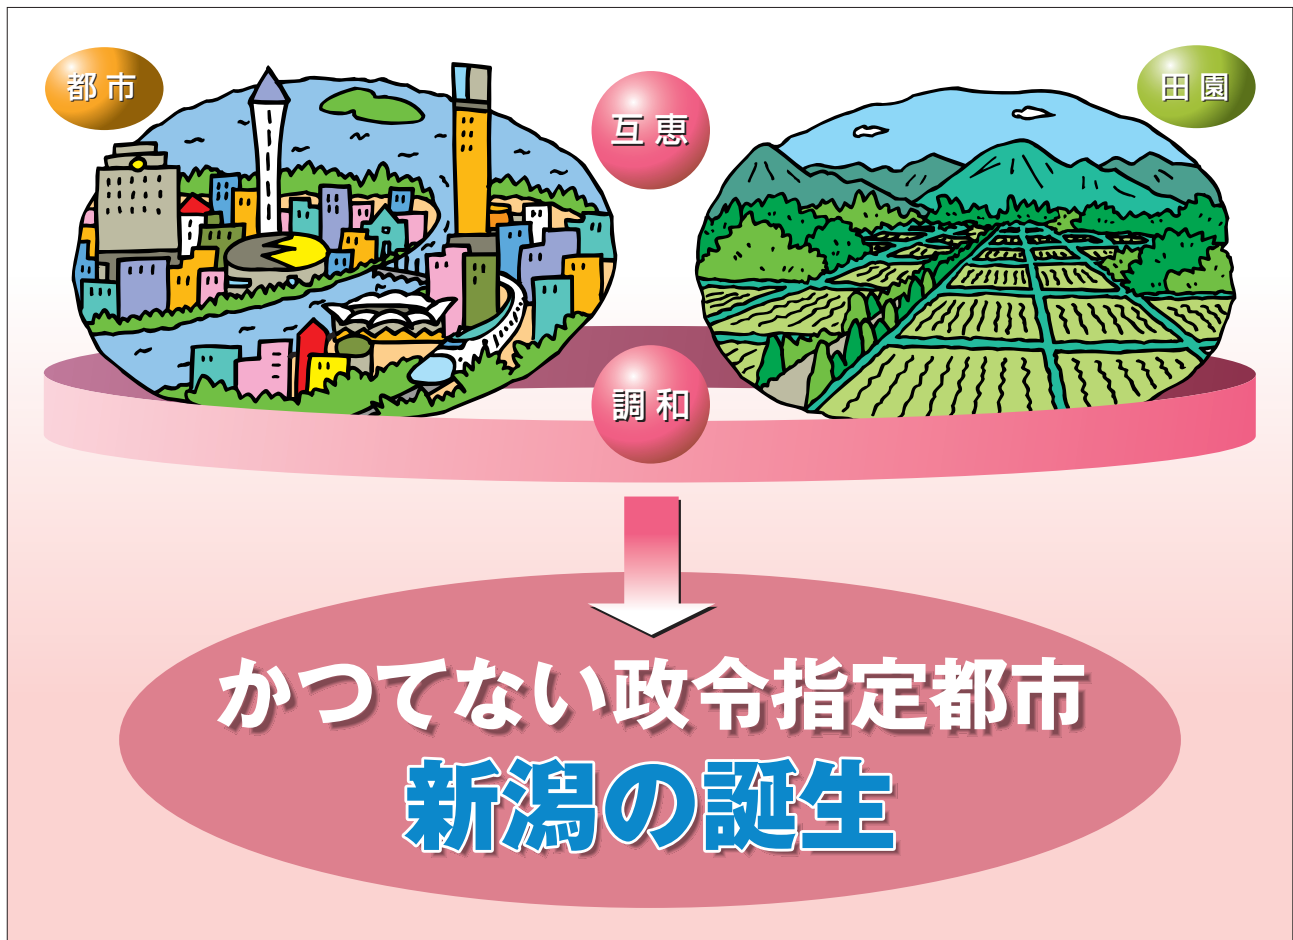 都市
互恵
田園
調和
かつてない政令指定都市
新潟の誕生